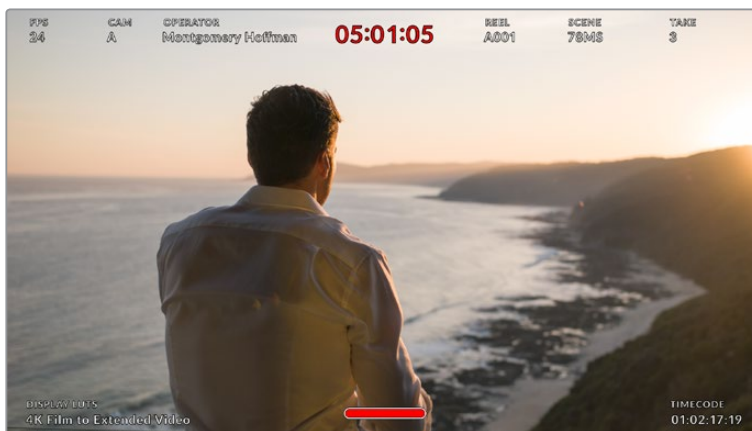 FPS CAM OPERATOR REEL SCENE TAKE
24 A Montgomery Hoffman 05:01:05 A001 78MS 3
DISPLAY LUTS TIMECODE
4K Film to Extended Video 01:02:17:19